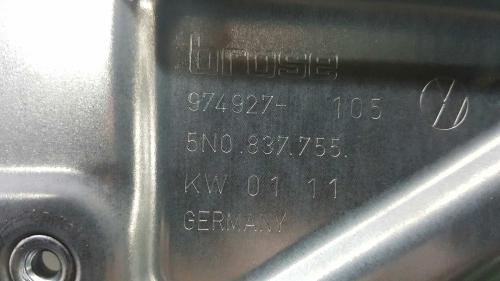 brose
974927- 105
5N0.837.755.
KW 01 11
GERMANY